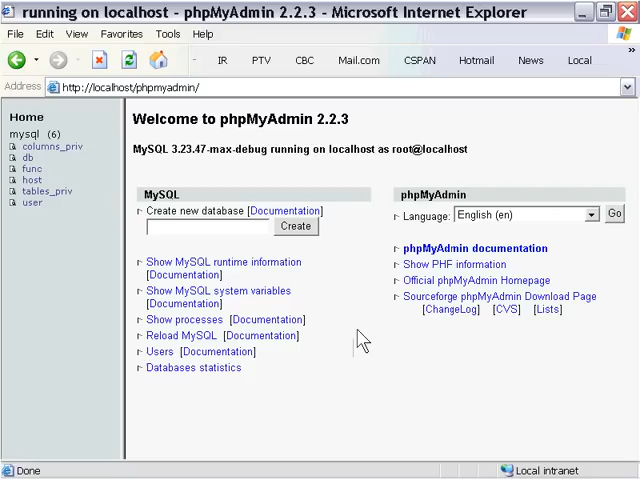 running on localhost - phpMyAdmin 2.2.3 - Microsoft Internet Explorer
File Edit View Favorites Tools Help
IR PTV CBC Mail.com CSPAN Hotmail News Local »
Address http://localhost/phpmyadmin/
Home
mysql (6)
columns_priv
db
func
host
tables_priv
user
Welcome to phpMyAdmin 2.2.3
MySQL 3.23.47-max-debug running on localhost as root@localhost
MySQL
Create new database [Documentation]
Create
Show MySQL runtime information
[Documentation]
Show MySQL system variables
[Documentation]
Show processes [Documentation]
Reload MySQL [Documentation]
Users [Documentation]
Databases statistics
phpMyAdmin
Language: English (en) Go
phpMyAdmin documentation
Show PHF information
Official phpMyAdmin Homepage
Sourceforge phpMyAdmin Download Page
[ChangeLog] [CVS] [Lists]
Done Local intranet